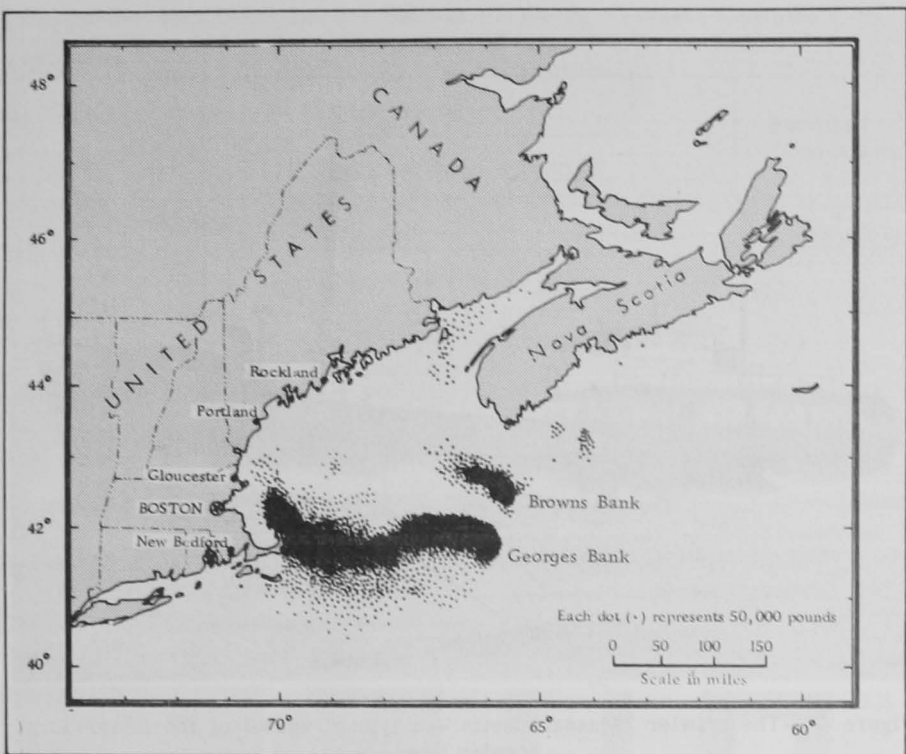 48°
CANADA
UNITED STATES
46°
Nova Scotia
Rockland
44°
Portland
Gloucester
BOSTON
Browns Bank
42°
New Bedford
Georges Bank
Each dot (·) represents 50,000 pounds
0 50 100 150
40°
Scale in miles
70° 65° 60°